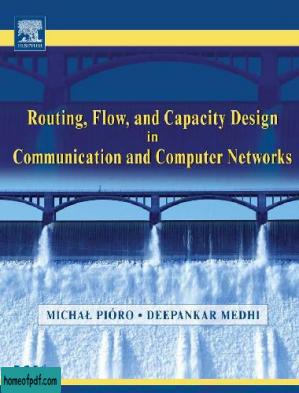 ELSEVIER
Routing, Flow, and Capacity Design
in
Communication and Computer Networks
MICHAŁ PIÓRO • DEEPANKAR MEDHI
homeofpdf.com